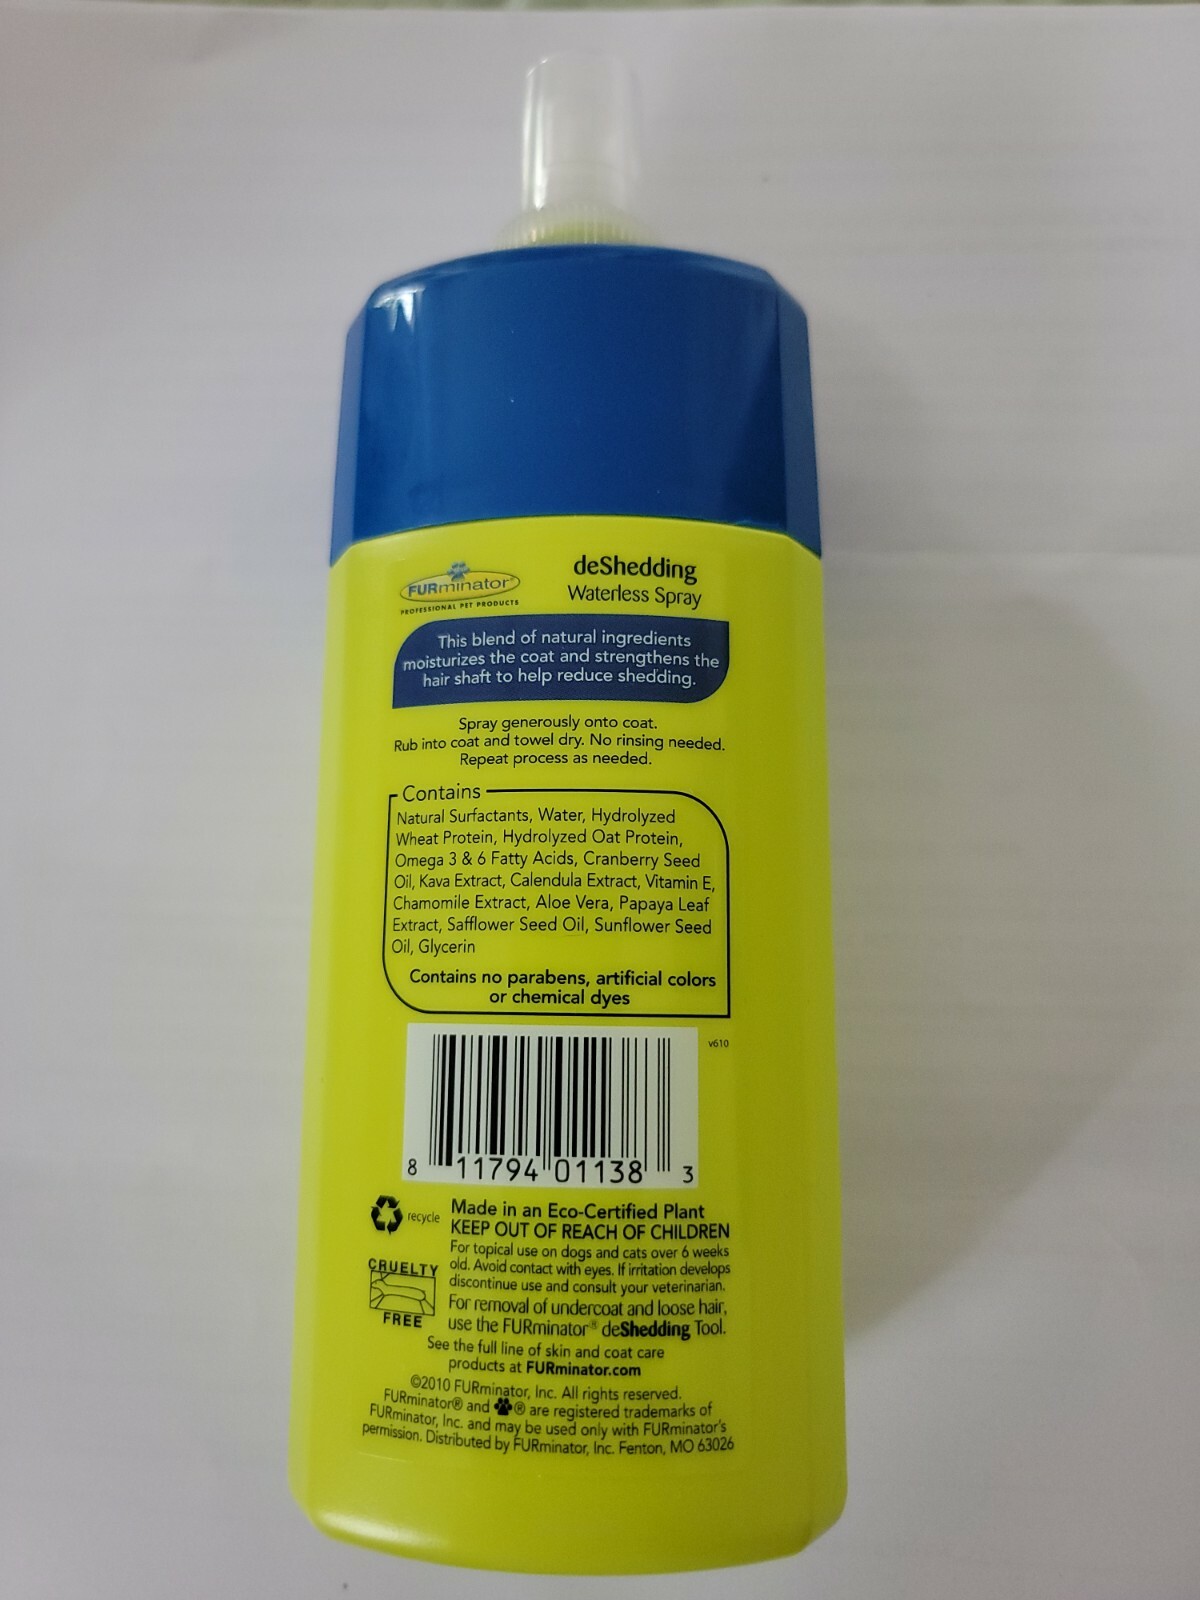 FURminator®
PROFESSIONAL PET PRODUCTS
deShedding
Waterless Spray
This blend of natural ingredients
moisturizes the coat and strengthens the
hair shaft to help reduce shedding.
Spray generously onto coat.
Rub into coat and towel dry. No rinsing needed.
Repeat process as needed.
Contains
Natural Surfactants, Water, Hydrolyzed
Wheat Protein, Hydrolyzed Oat Protein,
Omega 3 & 6 Fatty Acids, Cranberry Seed
Oil, Kava Extract, Calendula Extract, Vitamin E,
Chamomile Extract, Aloe Vera, Papaya Leaf
Extract, Safflower Seed Oil, Sunflower Seed
Oil, Glycerin
Contains no parabens, artificial colors
or chemical dyes
v610
8 11794 01138 3
recycle
CRUELTY
FREE
Made in an Eco-Certified Plant
KEEP OUT OF REACH OF CHILDREN
For topical use on dogs and cats over 6 weeks
old. Avoid contact with eyes. If irritation develops
discontinue use and consult your veterinarian.
For removal of undercoat and loose hair,
use the FURminator® deShedding Tool.
See the full line of skin and coat care
products at FURminator.com
©2010 FURminator, Inc. All rights reserved.
FURminator® and ® are registered trademarks of
FURminator, Inc. and may be used only with FURminator's
permission. Distributed by FURminator, Inc. Fenton, MO 63026